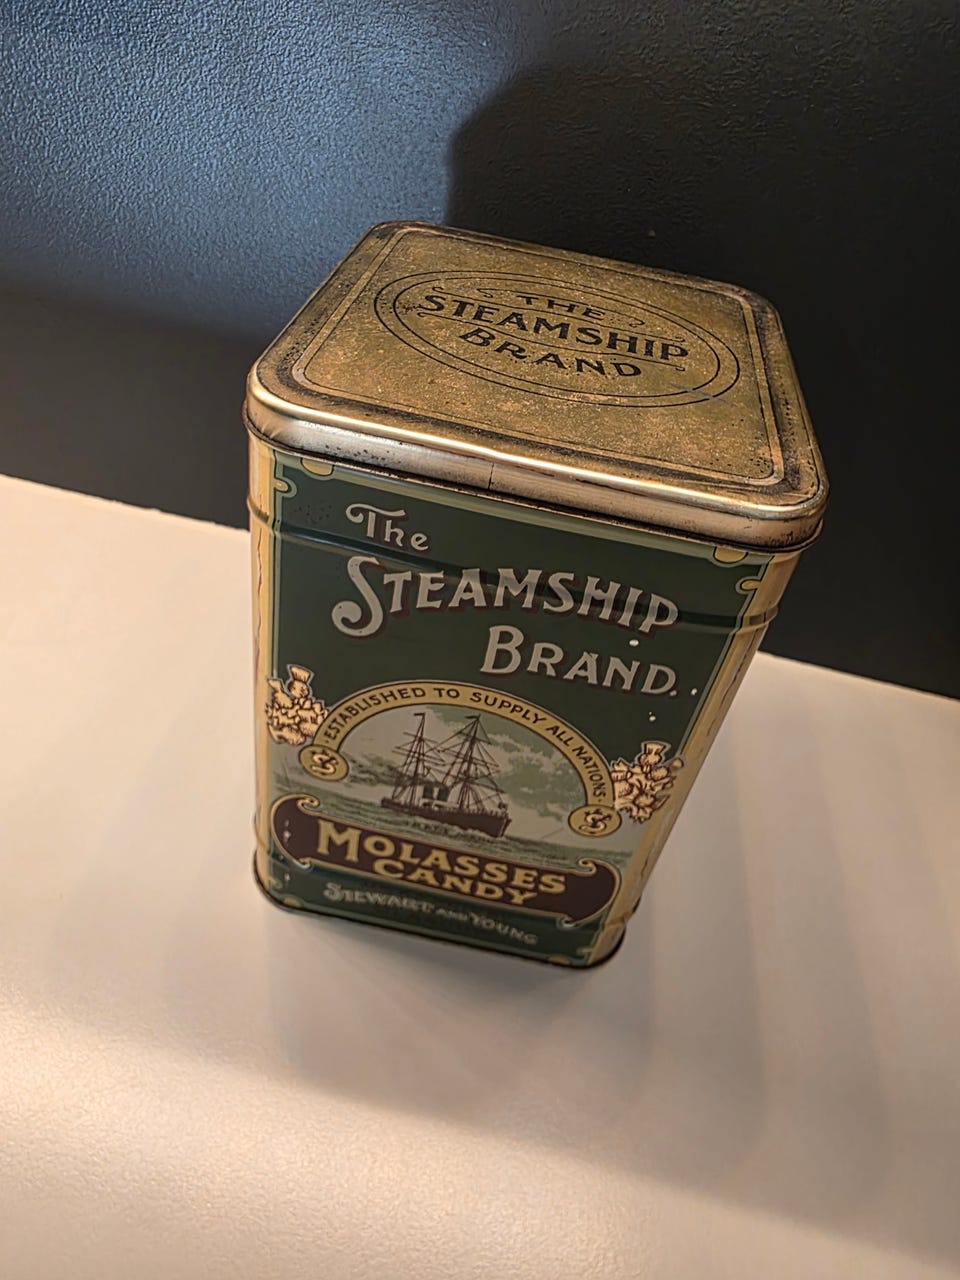 THE
STEAMSHIP
BRAND
The
STEAMSHIP
BRAND.
ESTABLISHED TO SUPPLY ALL NATIONS
MOLASSES
CANDY
STEWART AND YOUNG